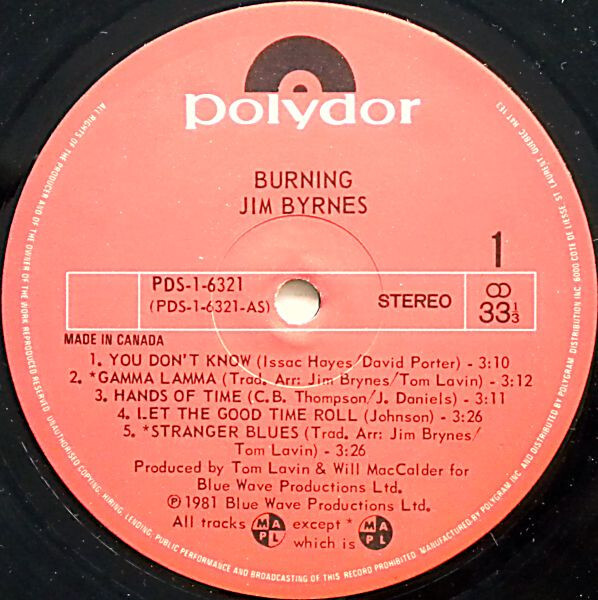 polydor
BURNING
JIM BYRNES
1
PDS-1-6321
(PDS-1-6321-AS)
STEREO
33 1/3
MADE IN CANADA
1. YOU DON'T KNOW (Issac Hayes/David Porter) - 3:10
2. *GAMMA LAMMA (Trad. Arr: Jim Brynes/Tom Lavin) - 3:12
3. HANDS OF TIME (C.B. Thompson/J. Daniels) - 3:11
4. LET THE GOOD TIME ROLL (Johnson) - 3:26
5. *STRANGER BLUES (Trad. Arr: Jim Brynes/
Tom Lavin) - 3:26
Produced by Tom Lavin & Will MacCalder for
Blue Wave Productions Ltd.
℗ 1981 Blue Wave Productions Ltd.
All tracks MAPL except * MAPL
which is
ALL RIGHTS OF THE PRODUCER AND OF THE OWNER OF THE WORK REPRODUCED RESERVED. UNAUTHORISED COPYING, HIRING, LENDING, PUBLIC PERFORMANCE AND BROADCASTING OF THIS RECORD PROHIBITED. MANUFACTURED BY POLYGRAM INC. AND DISTRIBUTED BY POLYGRAM DISTRIBUTION INC. 6000 COTE DE LIESSE, ST. LAURENT QUEBEC H4T 1E3